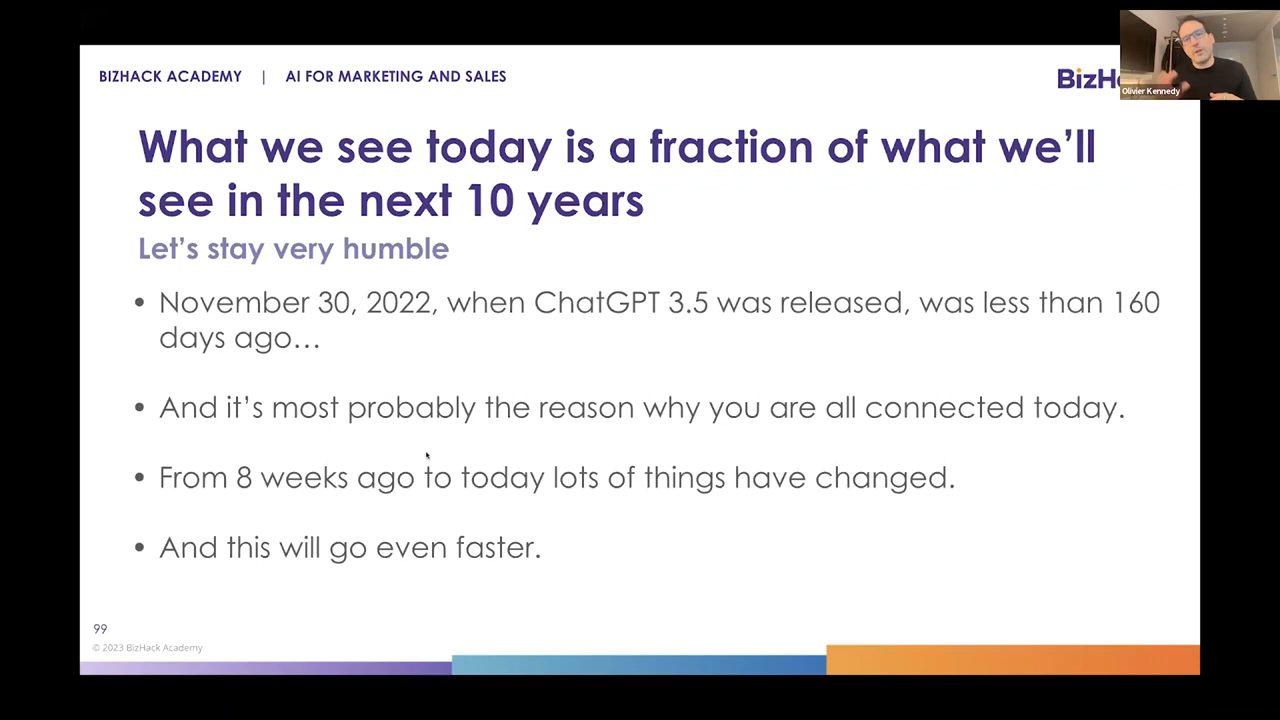 BIZHACK ACADEMY | AI FOR MARKETING AND SALES
Olivier Kennedy
What we see today is a fraction of what we’ll
see in the next 10 years
Let’s stay very humble
• November 30, 2022, when ChatGPT 3.5 was released, was less than 160
days ago…
• And it’s most probably the reason why you are all connected today.
• From 8 weeks ago to today lots of things have changed.
• And this will go even faster.
99
© 2023 BizHack Academy